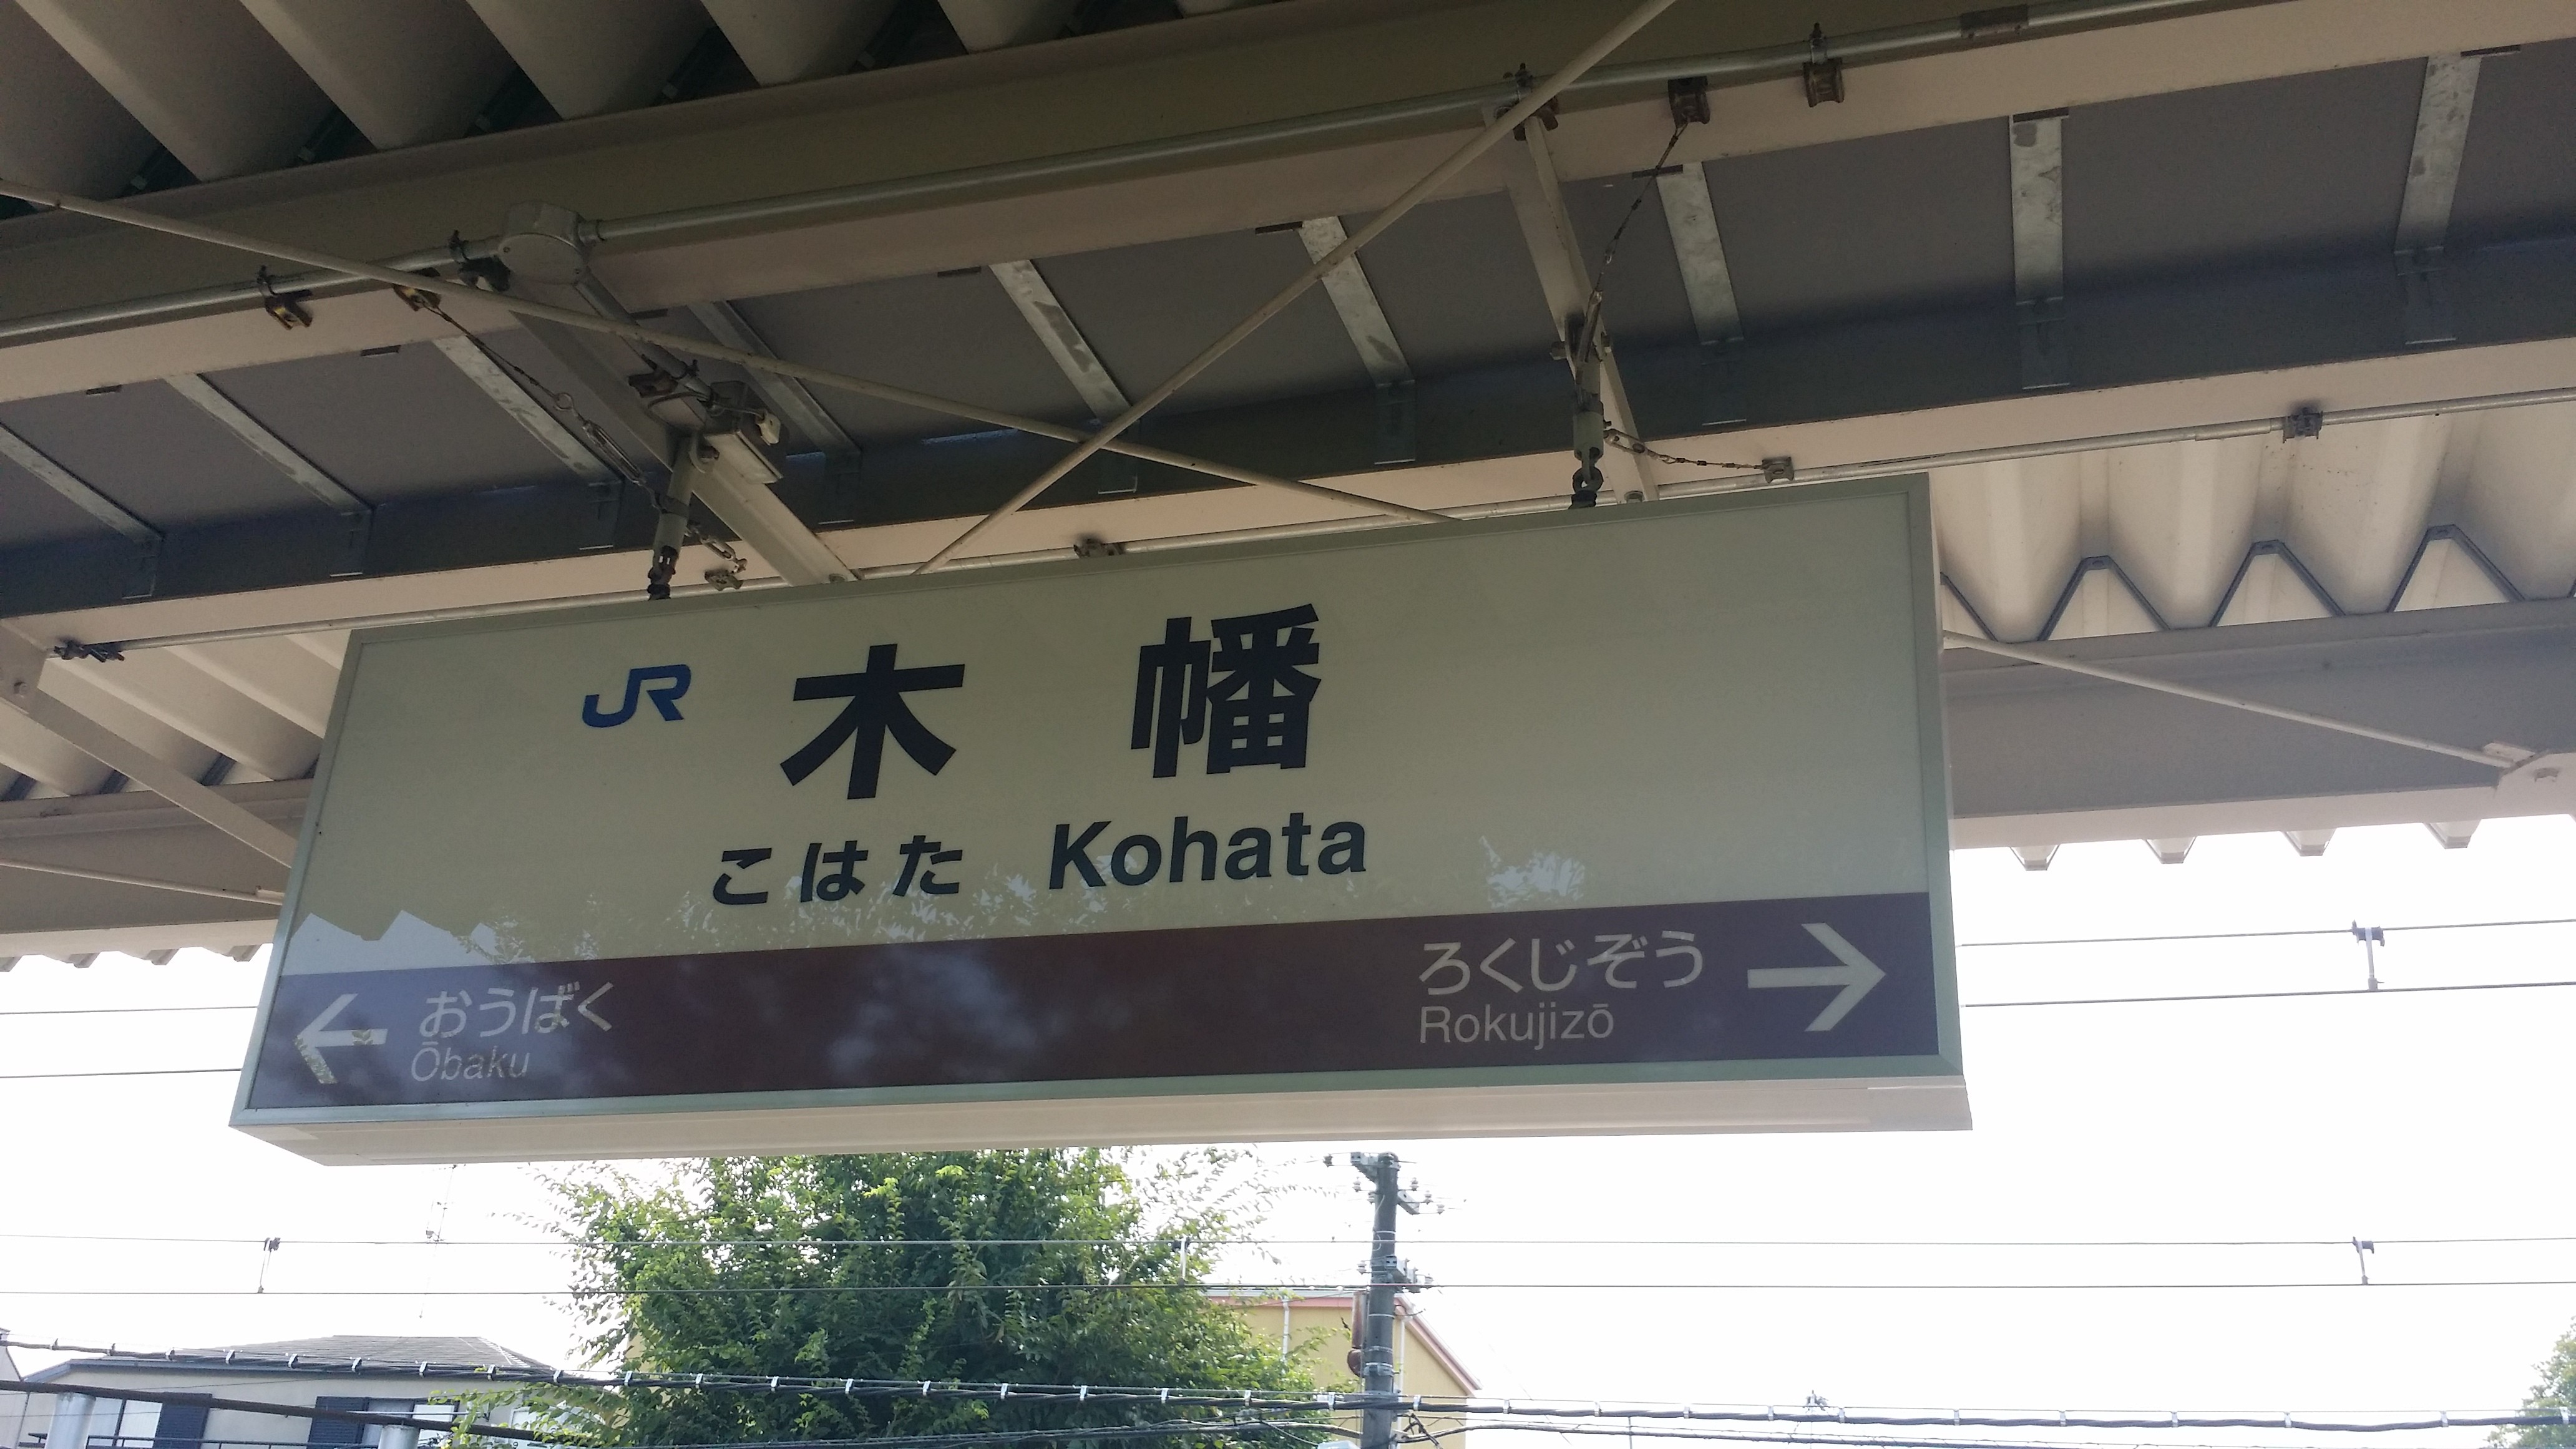 JR 木幡
こはた Kohata
← おうばく
Ōbaku
ろくじぞう →
Rokujizō